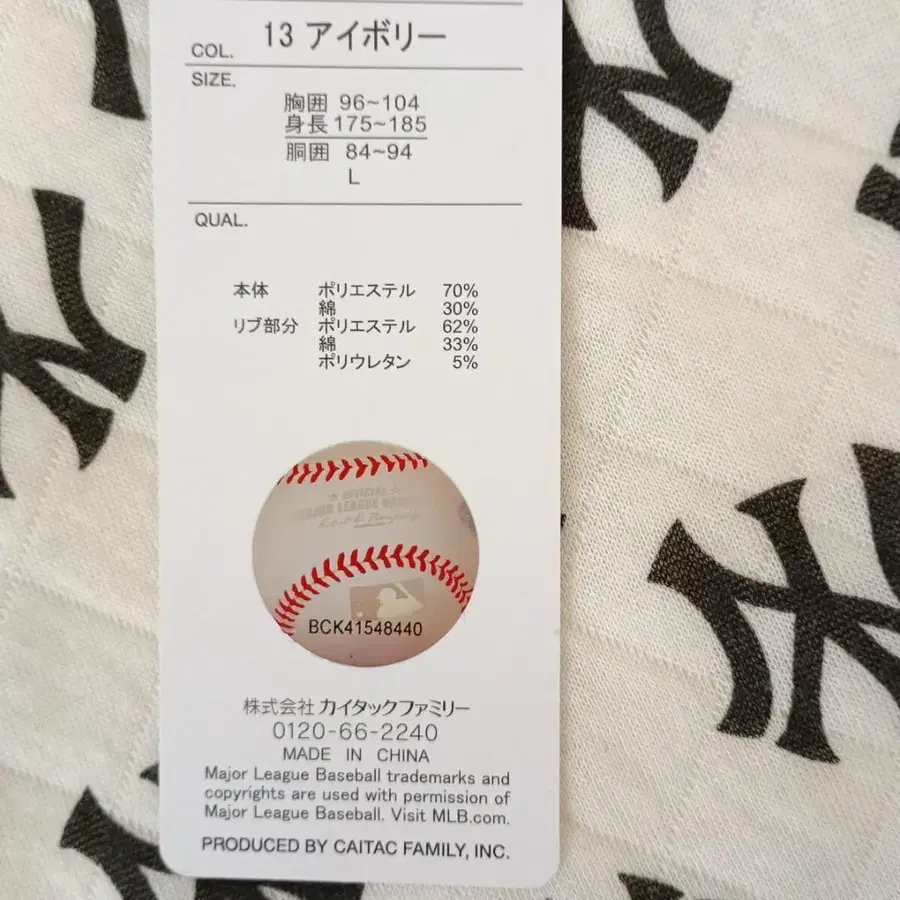 COL. 13 アイボリー
SIZE.
胸囲 96~104
身長 175~185
胴囲 84~94
L
QUAL.
本体 ポリエステル 70%
綿 30%
リブ部分 ポリエステル 62%
綿 33%
ポリウレタン 5%
OFFICIAL
MAJOR LEAGUE
BCK41548440
株式会社 カイタックファミリー
0120-66-2240
MADE IN CHINA
Major League Baseball trademarks and
copyrights are used with permission of
Major League Baseball. Visit MLB.com.
PRODUCED BY CAITAC FAMILY, INC.